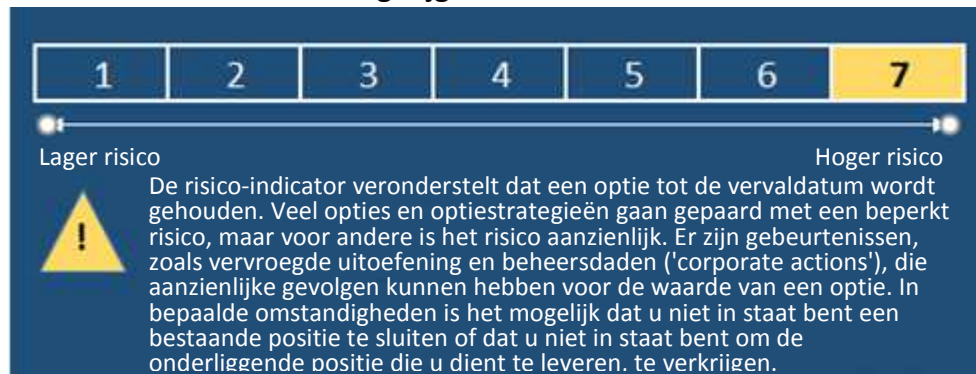 1 2 3 4 5 6 7
Lager risico Hoger risico
De risico-indicator veronderstelt dat een optie tot de vervaldatum wordt
gehouden. Veel opties en optiestrategieën gaan gepaard met een beperkt
! risico, maar voor andere is het risico aanzienlijk. Er zijn gebeurtenissen,
zoals vervroegde uitoefening en beheersdaden ('corporate actions'), die
aanzienlijke gevolgen kunnen hebben voor de waarde van een optie. In
bepaalde omstandigheden is het mogelijk dat u niet in staat bent een
bestaande positie te sluiten of dat u niet in staat bent om de
onderliggende positie die u dient te leveren, te verkrijgen.